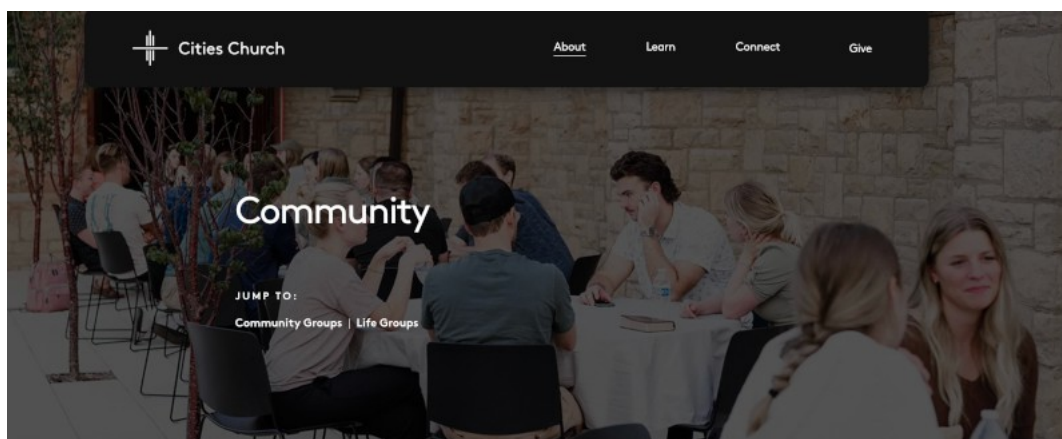 Cities Church
About
Learn
Connect
Give
Community
JUMP TO:
Community Groups | Life Groups